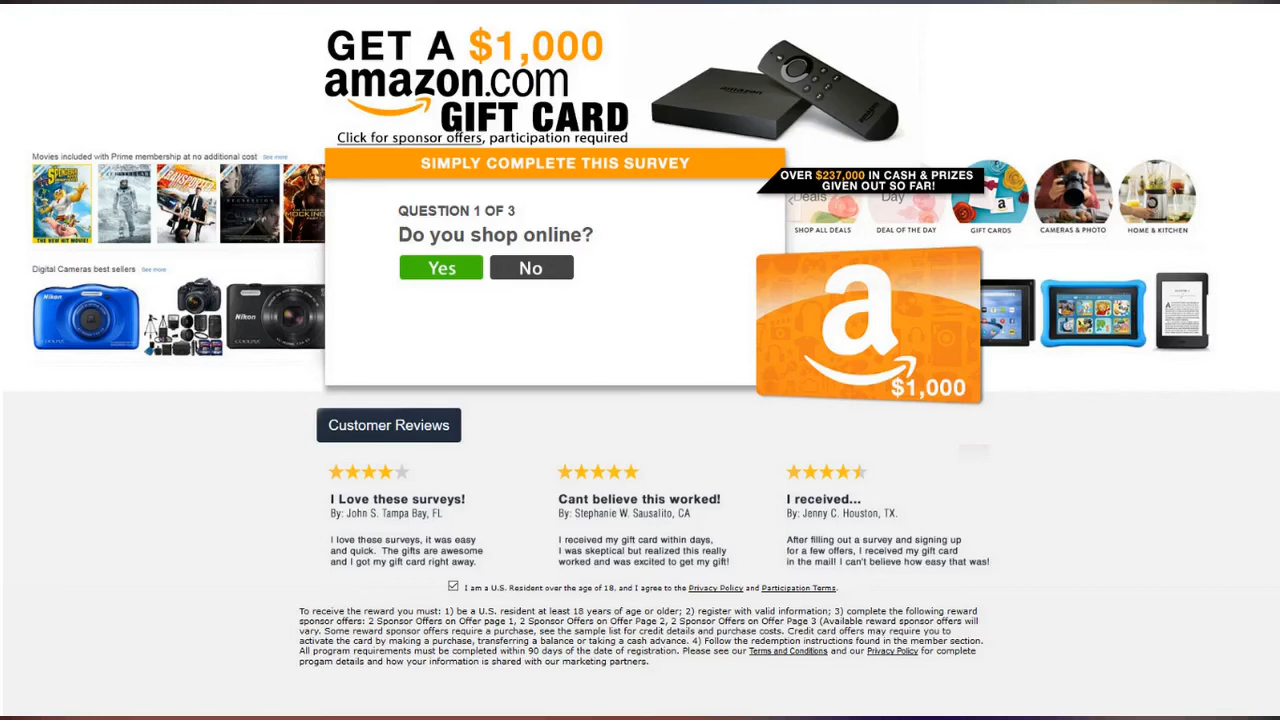 GET A $1,000
amazon.com
GIFT CARD
Click for sponsor offers, participation required
SIMPLY COMPLETE THIS SURVEY
OVER $237,000 IN CASH & PRIZES
GIVEN OUT SO FAR!
Movies included with Prime membership at no additional cost See more
THE NEW HIT MOVIE!
QUESTION 1 OF 3
Do you shop online?
Yes No
Deals Day
SHOP ALL DEALS DEAL OF THE DAY GIFT CARDS CAMERAS & PHOTO HOME & KITCHEN
Digital Cameras best sellers See more
Nikon
COOLPIX
Nikon
a
$1,000
Customer Reviews
I Love these surveys!
By: John S. Tampa Bay, FL
I love these surveys, it was easy
and quick. The gifts are awesome
and I got my gift card right away.
Cant believe this worked!
By: Stephanie W. Sausalito, CA
I received my gift card within days,
I was skeptical but realized this really
worked and was excited to get my gift!
I received...
By: Jenny C. Houston, TX.
After filling out a survey and signing up
for a few offers, I received my gift card
in the mail! I can't believe how easy that was!
I am a U.S. Resident over the age of 18, and I agree to the Privacy Policy and Participation Terms.
To receive the reward you must: 1) be a U.S. resident at least 18 years of age or older; 2) register with valid information; 3) complete the following reward
sponsor offers: 2 Sponsor Offers on Offer page 1, 2 Sponsor Offers on Offer Page 2, 2 Sponsor Offers on Offer Page 3 (Available reward sponsor offers will
vary. Some reward sponsor offers require a purchase, see the sample list for credit details and purchase costs. Credit card offers may require you to
activate the card by making a purchase, transferring a balance or taking a cash advance. 4) Follow the redemption instructions found in the member section.
All program requirements must be completed within 90 days of the date of registration. Please see our Terms and Conditions and our Privacy Policy for complete
progam details and how your information is shared with our marketing partners.